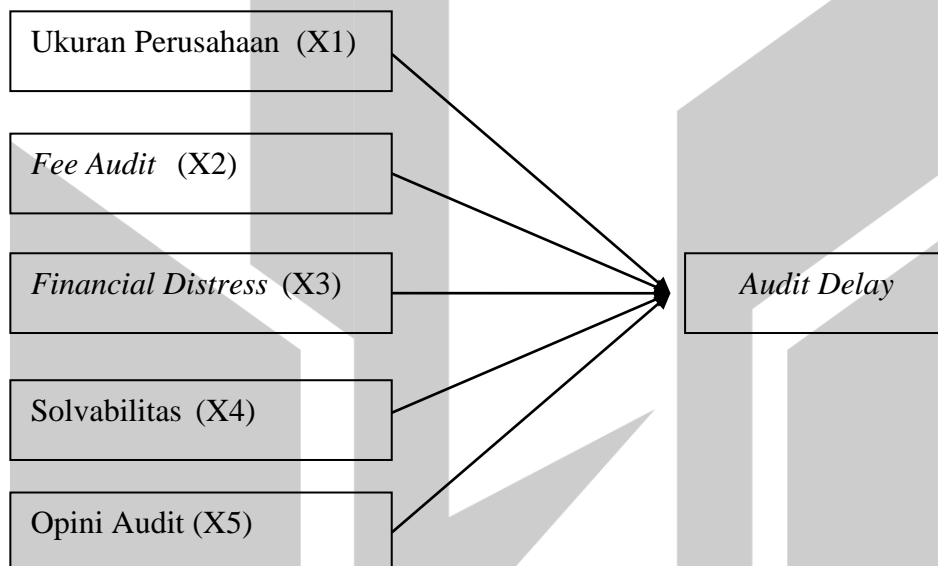 Ukuran Perusahaan (X1)
Fee Audit (X2)
Financial Distress (X3)
Audit Delay
Solvabilitas (X4)
Opini Audit (X5)